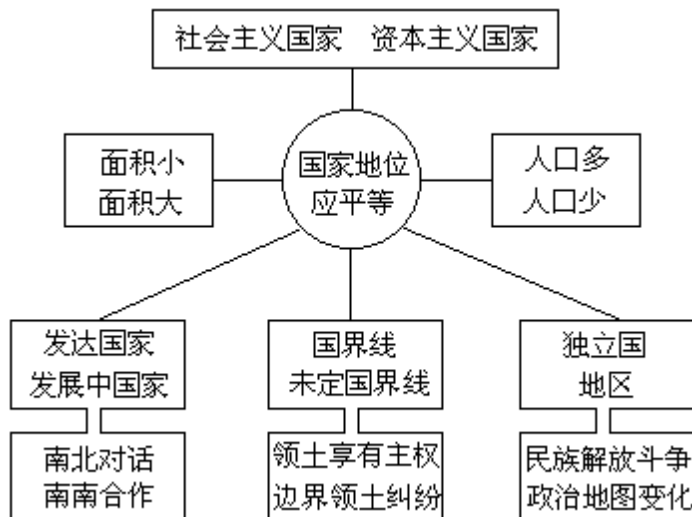 社会主义国家 资本主义国家
面积小
面积大
国家地位
应平等
人口多
人口少
发达国家
发展中国家
国界线
未定国界线
独立国
地区
南北对话
南南合作
领土享有主权
边界领土纠纷
民族解放斗争
政治地图变化